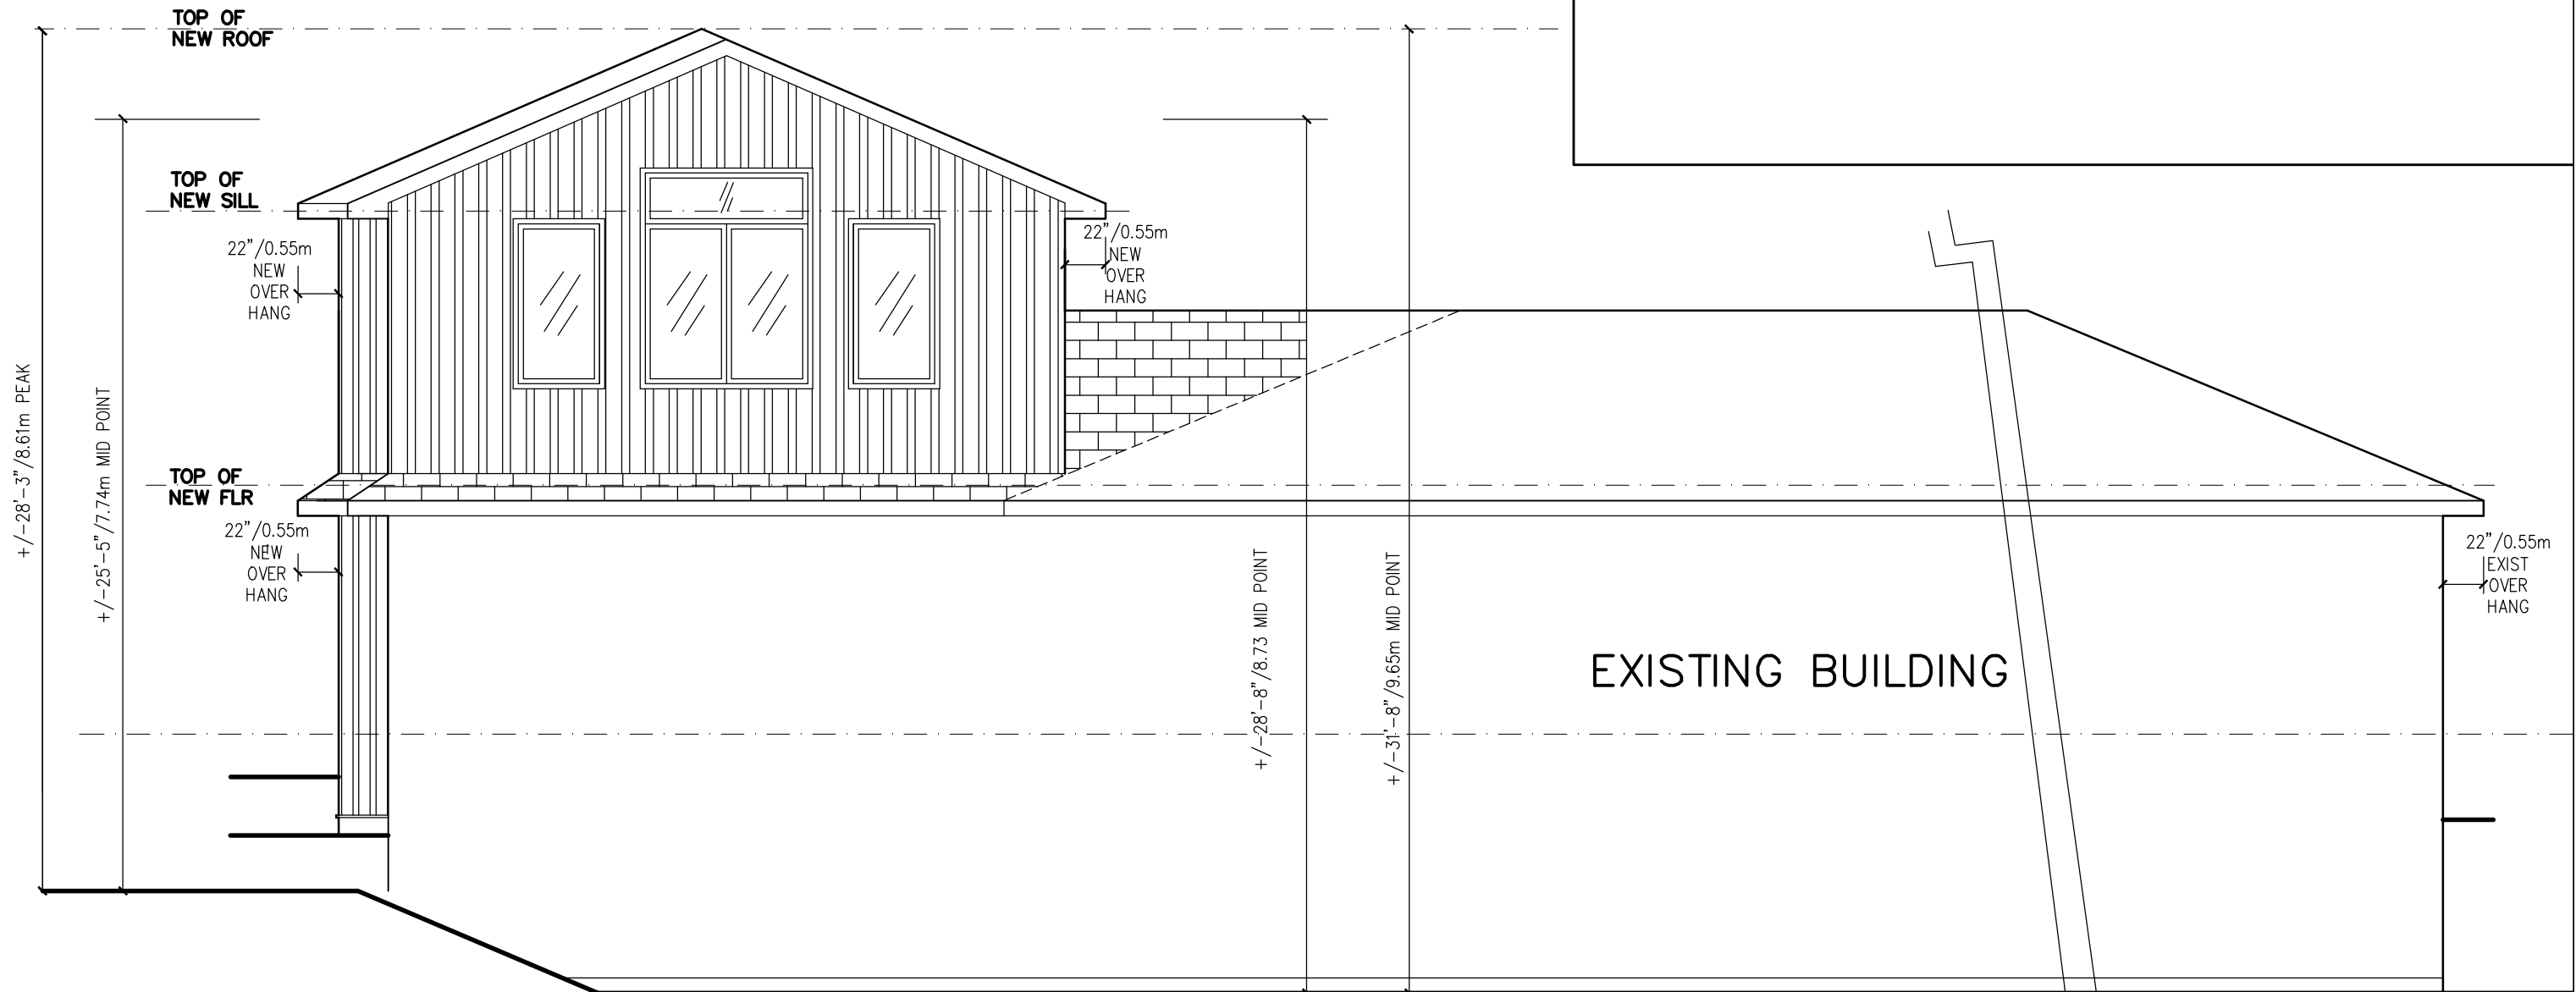 TOP OF
NEW ROOF
TOP OF
NEW SILL
22"/0.55m
NEW
OVER
HANG
22"/0.55m
NEW
OVER
HANG
+/-28'-3"/8.61m PEAK
+/-25'-5"/7.74m MID POINT
TOP OF
NEW FLR
22"/0.55m
NEW
OVER
HANG
+/-28'-8"/8.73 MID POINT
+/-31'-8"/9.65m MID POINT
22"/0.55m
EXIST
OVER
HANG
EXISTING BUILDING